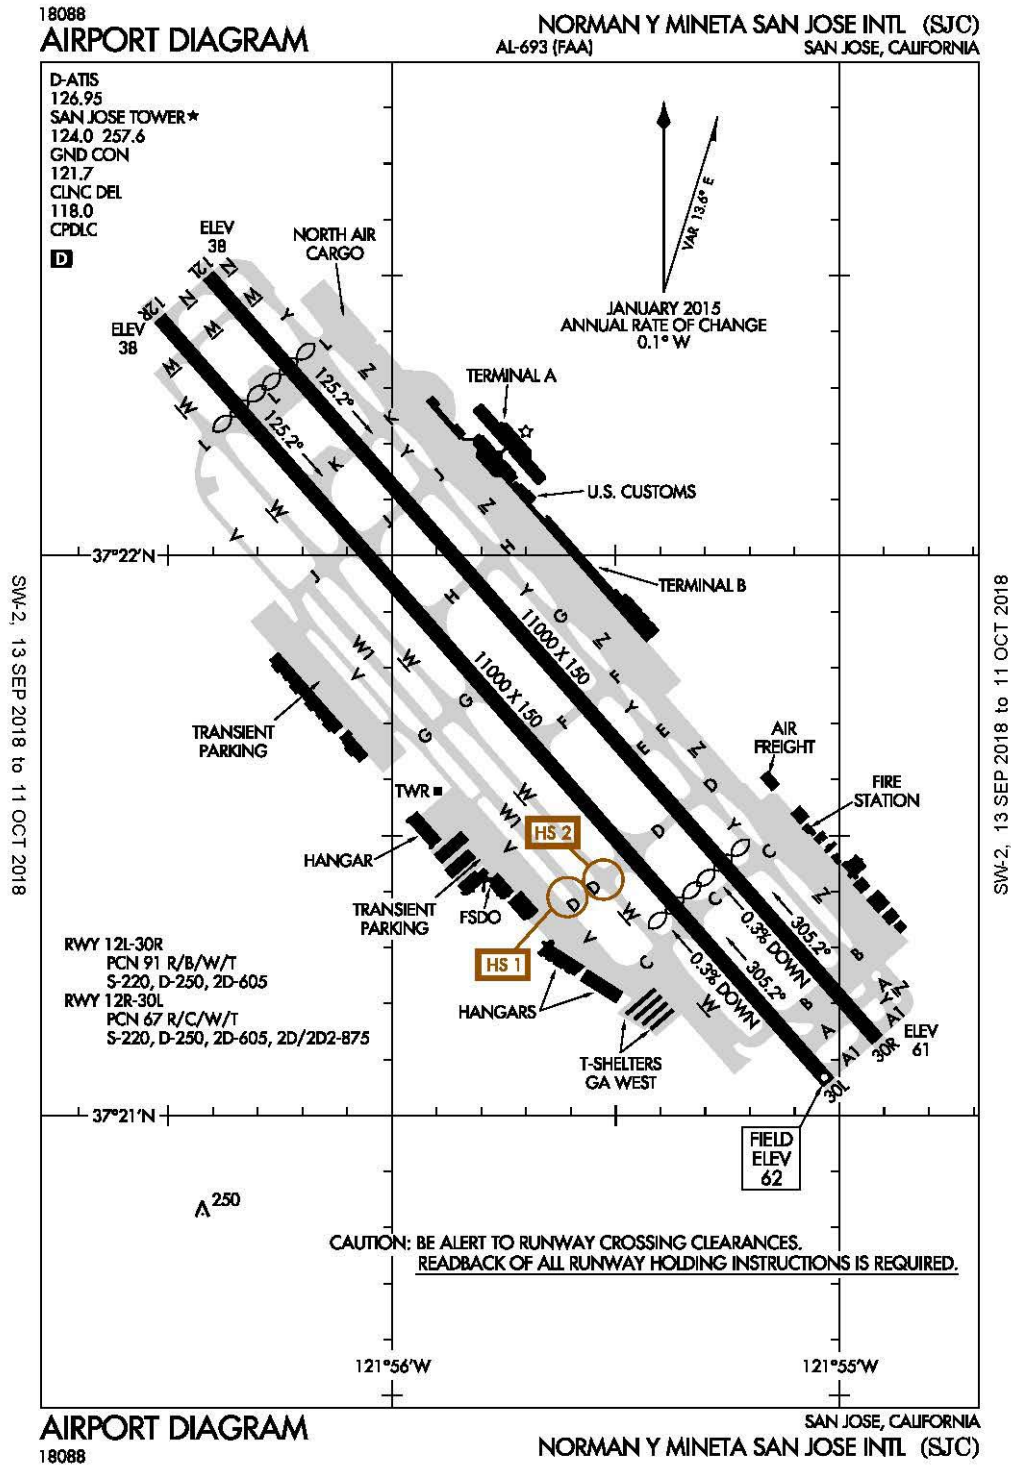 18088
AIRPORT DIAGRAM
NORMAN Y MINETA SAN JOSE INTL (SJC)
AL-693 (FAA)
SAN JOSE, CALIFORNIA
D-ATIS
126.95
SAN JOSE TOWER★
124.0 257.6
GND CON
121.7
CLNC DEL
118.0
CPDLC
D
VAR 13.6° E
JANUARY 2015
ANNUAL RATE OF CHANGE
0.1° W
ELEV
38
12L
NORTH AIR
CARGO
12R
ELEV
38
N
Z
N
W
W
W
W
W
Y
L
Z
L
L
125.2°
125.2°
K
K
Y
J
Z
H
TERMINAL A
U.S. CUSTOMS
TERMINAL B
37°22'N
V
W
J
J
H
Y
G
Z
F
Y
E
E
Z
D
Y
C
Z
B
A
Z
Y
A1
W1
V
W
G
G
F
11000 X 150
11000 X 150
TRANSIENT
PARKING
TWR
AIR
FREIGHT
FIRE
STATION
W
W1
V
HS 2
D
D
D
HANGAR
TRANSIENT
PARKING
FSDO
HS 1
V
W
C
C
W
0.3% DOWN
305.2°
0.3% DOWN
305.2°
B
A
A1
30R
ELEV
61
30L
RWY 12L-30R
PCN 91 R/B/W/T
S-220, D-250, 2D-605
RWY 12R-30L
PCN 67 R/C/W/T
S-220, D-250, 2D-605, 2D/2D2-875
HANGARS
T-SHELTERS
GA WEST
37°21'N
FIELD
ELEV
62
250
CAUTION: BE ALERT TO RUNWAY CROSSING CLEARANCES.
READBACK OF ALL RUNWAY HOLDING INSTRUCTIONS IS REQUIRED.
121°56'W
121°55'W
SW-2, 13 SEP 2018 to 11 OCT 2018
SW-2, 13 SEP 2018 to 11 OCT 2018
AIRPORT DIAGRAM
18088
SAN JOSE, CALIFORNIA
NORMAN Y MINETA SAN JOSE INTL (SJC)